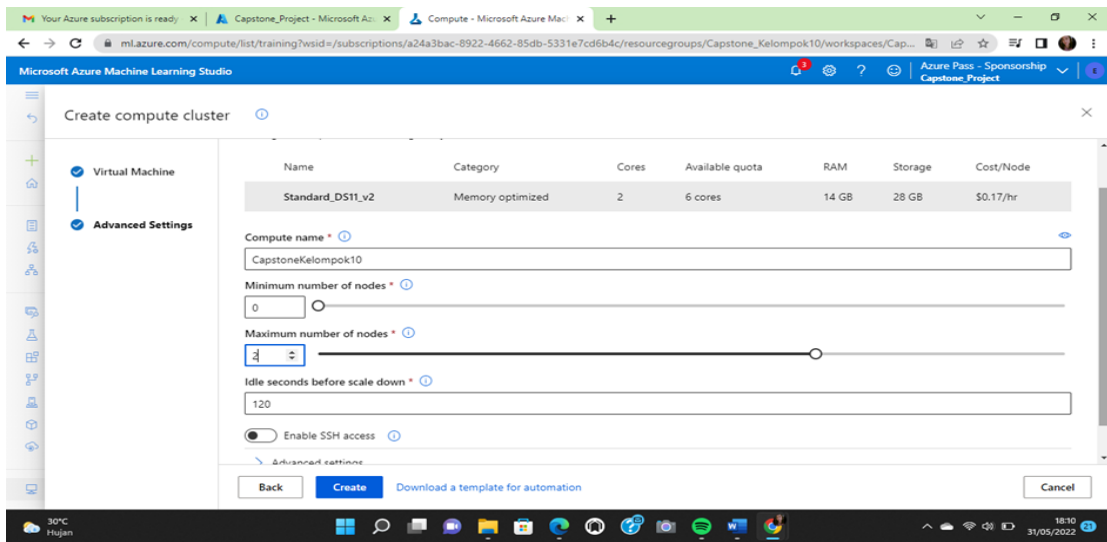 Your Azure subscription is ready
Capstone_Project - Microsoft Az
Compute - Microsoft Azure Mac
ml.azure.com/compute/list/training?wsid=/subscriptions/a24a3bac-8922-4662-85db-5331e7cd6b4c/resourcegroups/Capstone_Kelompok10/workspaces/Cap...
Microsoft Azure Machine Learning Studio
3
Azure Pass - Sponsorship
Capstone_Project
Create compute cluster
Virtual Machine
Advanced Settings
Name Category Cores Available quota RAM Storage Cost/Node
Standard_DS11_v2 Memory optimized 2 6 cores 14 GB 28 GB $0.17/hr
Compute name *
CapstoneKelompok10
Minimum number of nodes *
0
Maximum number of nodes *
2
Idle seconds before scale down *
120
Enable SSH access
Advanced settings
Back Create Download a template for automation Cancel
30°C
Hujan
18:10
31/05/2022
21